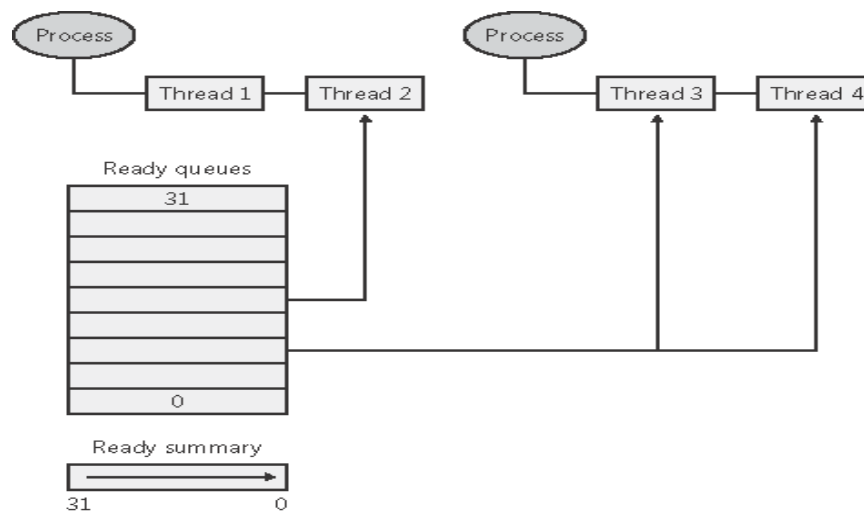 Process
Process
Thread 1
Thread 2
Thread 3
Thread 4
Ready queues
31
0
Ready summary
31
0